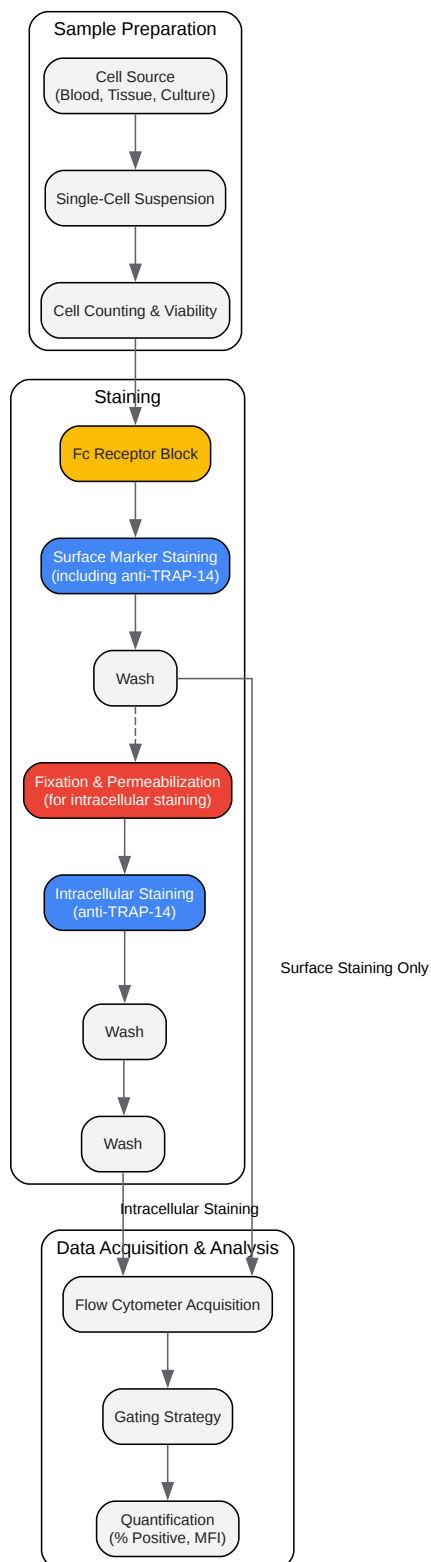 Sample Preparation
Cell Source
(Blood, Tissue, Culture)
Single-Cell Suspension
Cell Counting & Viability
Staining
Fc Receptor Block
Surface Marker Staining
(including anti-TRAP-14)
Wash
Fixation & Permeabilization
(for intracellular staining)
Intracellular Staining
(anti-TRAP-14)
Surface Staining Only
Wash
Wash
Intracellular Staining
Data Acquisition & Analysis
Flow Cytometer Acquisition
Gating Strategy
Quantification
(% Positive, MFI)